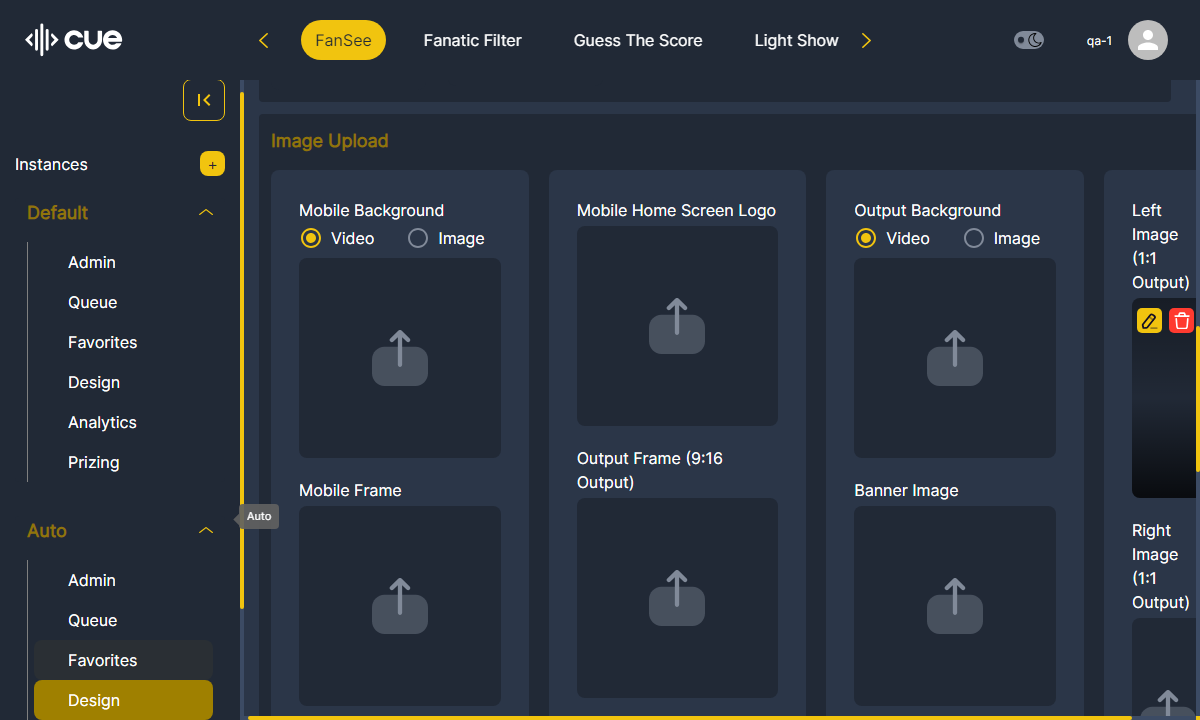 cue
FanSee
Fanatic Filter
Guess The Score
Light Show
qa-1
Instances
+
Default
Admin
Queue
Favorites
Design
Analytics
Prizing
Auto
Admin
Queue
Favorites
Design
Auto
Image Upload
Mobile Background
Video
Image
Mobile Frame
Mobile Home Screen Logo
Output Frame (9:16
Output)
Output Background
Video
Image
Banner Image
Left
Image
(1:1
Output)
Right
Image
(1:1
Output)